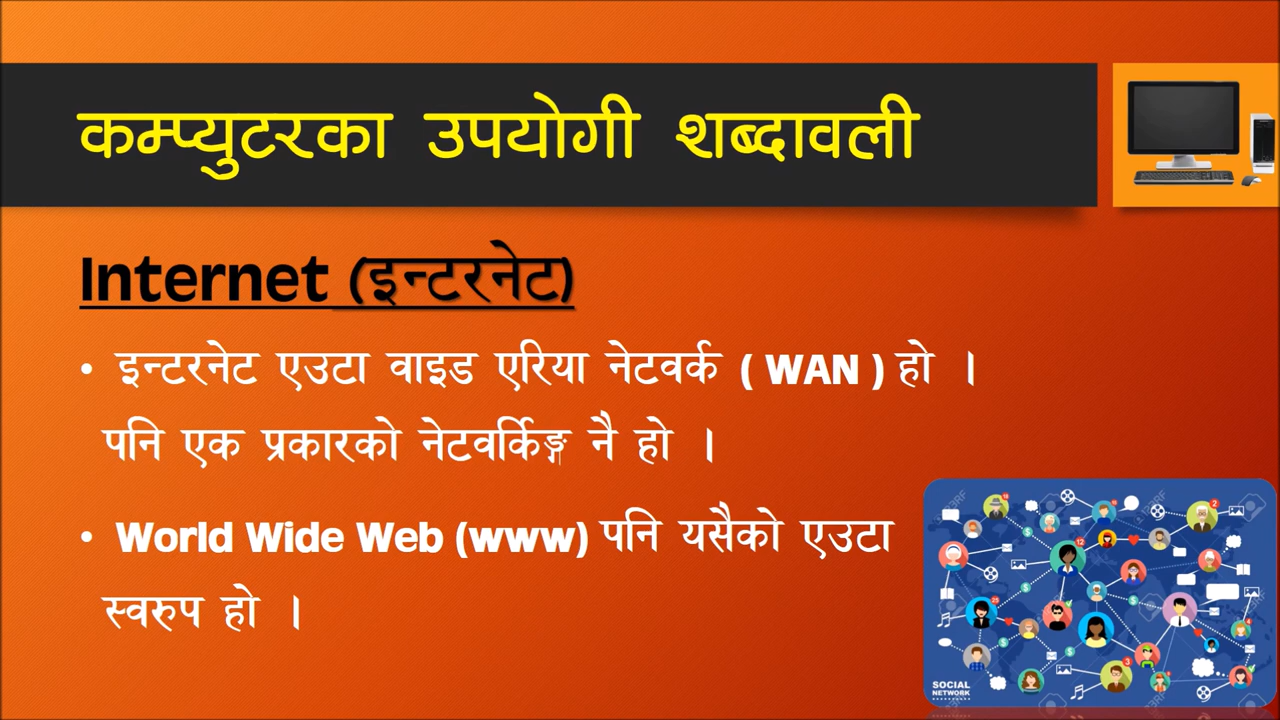 कम्प्युटरका उपयोगी शब्दावली
Internet (इन्टरनेट)
• इन्टरनेट एउटा वाइड एरिया नेटवर्क ( WAN ) हो ।
पनि एक प्रकारको नेटवर्किङ्ग नै हो ।
• World Wide Web (www) पनि यसैको एउटा
स्वरुप हो ।
SOCIAL
NETWORK